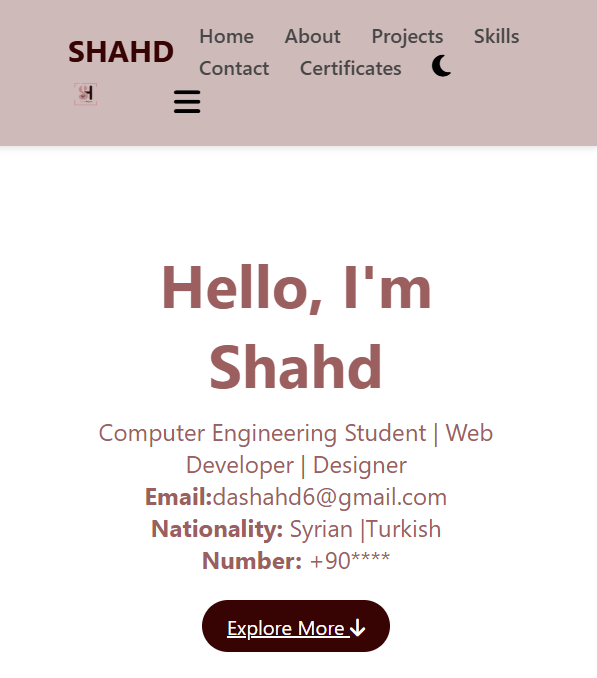 SHAHD
Home About Projects Skills
Contact Certificates
Hello, I'm
Shahd
Computer Engineering Student | Web
Developer | Designer
Email:dashahd6@gmail.com
Nationality: Syrian |Turkish
Number: +90****
Explore More